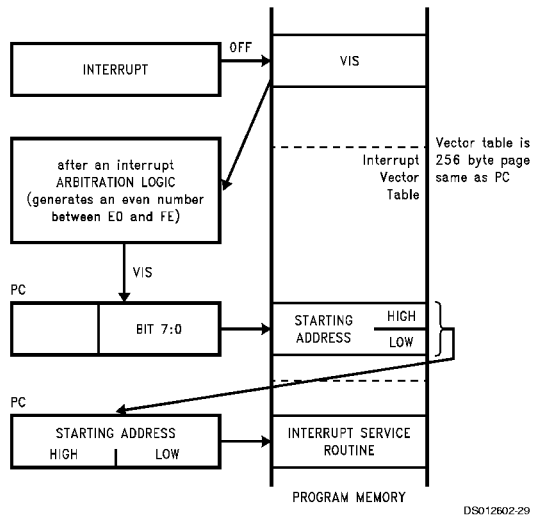 OFF
INTERRUPT
VIS
after an interrupt
ARBITRATION LOGIC
(generates an even number
between E0 and FE)
Interrupt
Vector
Table
Vector table is
256 byte page
same as PC
VIS
PC
BIT 7:0
STARTING
ADDRESS
HIGH
LOW
PC
STARTING ADDRESS
HIGH
LOW
INTERRUPT SERVICE
ROUTINE
PROGRAM MEMORY
DS012602-29